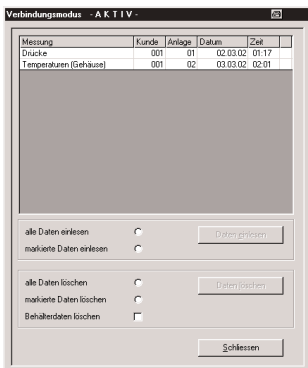 Verbindungsmodus - A K T I V -
Messung Kunde Anlage Datum Zeit
Drücke 001 01 02.03.02 01:17
Temperaturen (Gehäuse) 001 02 03.03.02 02:01
alle Daten einlesen
Daten einlesen
markierte Daten einlesen
alle Daten löschen
Daten löschen
markierte Daten löschen
Behälterdaten löschen
Schliessen